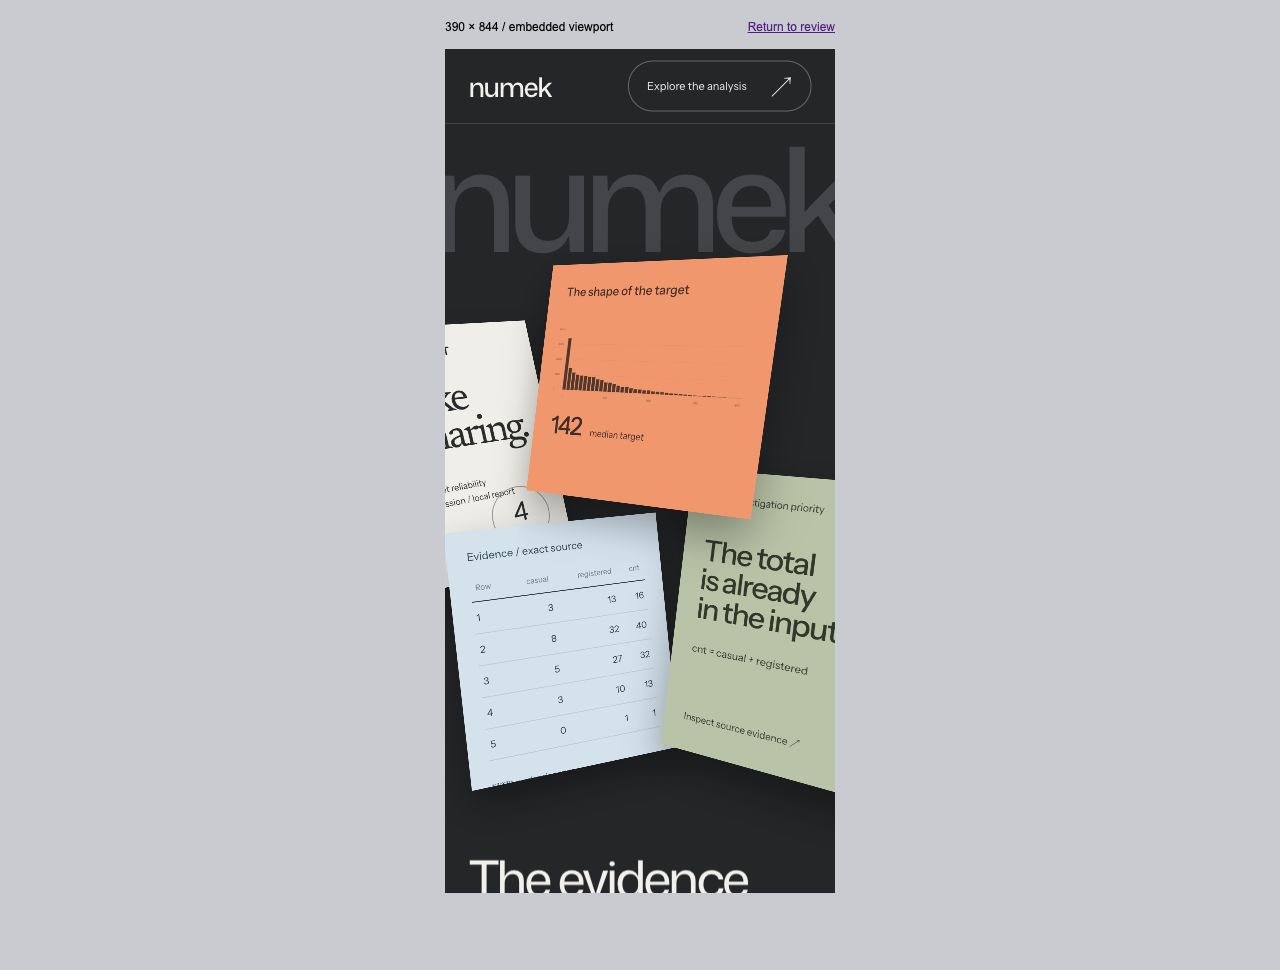 390 × 844 / embedded viewport
Return to review
numek
Explore the analysis
numek
The shape of the target
142 median target
haring.
reliability
ssion / local report
4
tigation priority
The total
is already
in the input
cnt = casual + registered
Inspect source evidence
Evidence / exact source
Row casual registered cnt
1 3 13 16
2 8 32 40
3 5 27 32
4 3 10 13
5 0 1 1
The evidence